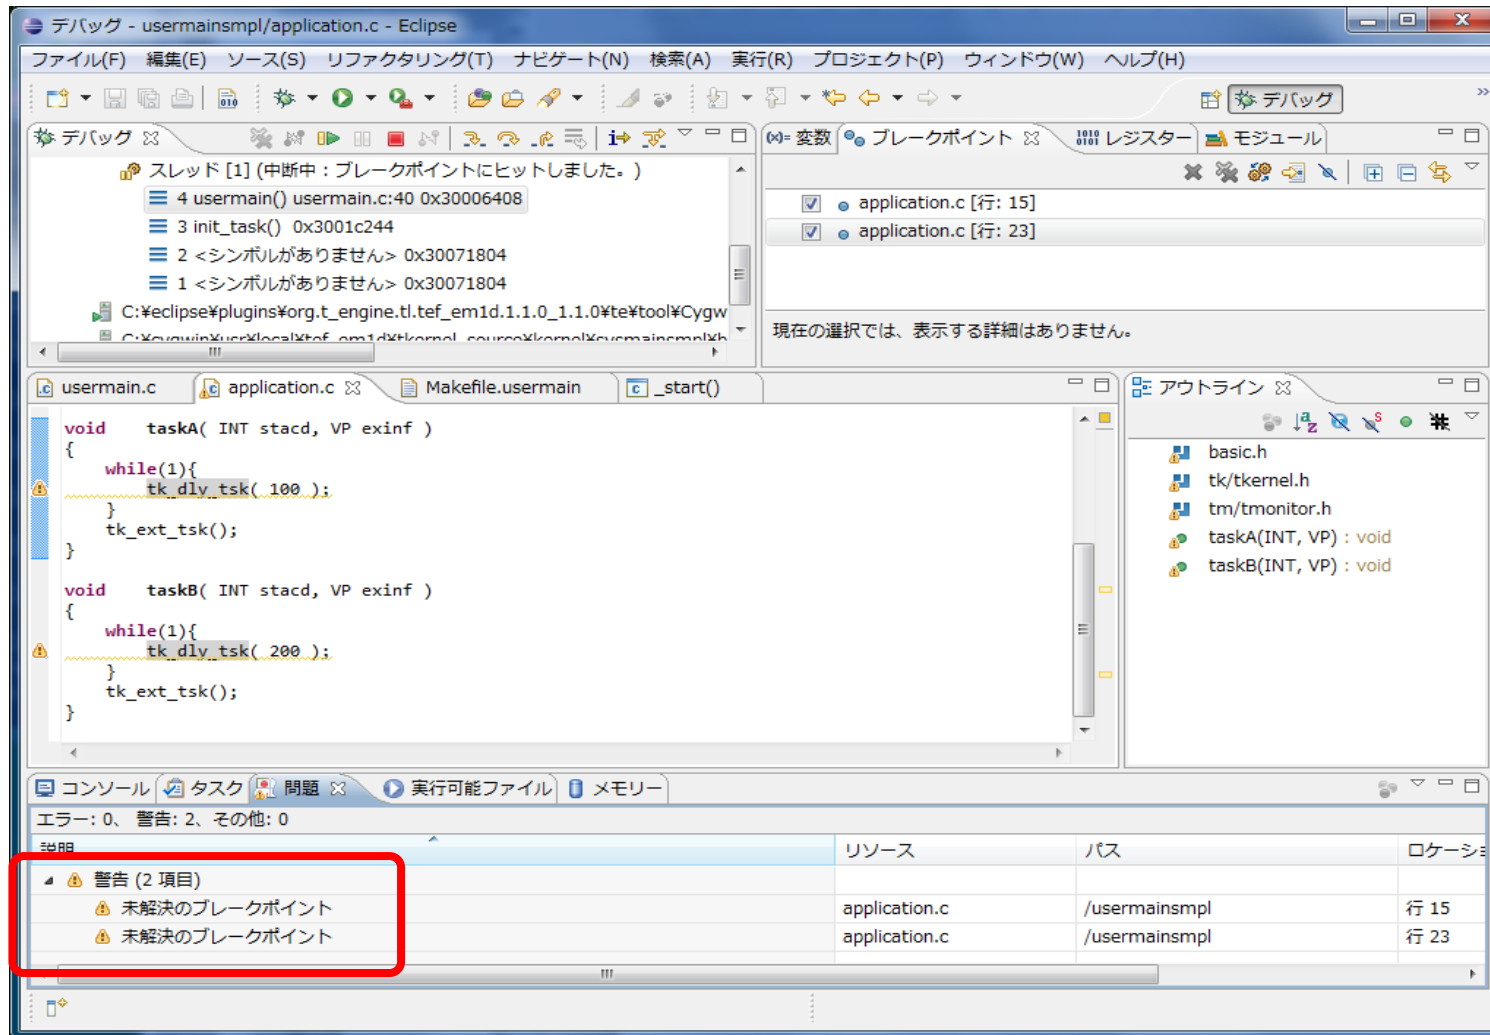 デバッグ - usermainsmpl/application.c - Eclipse
ファイル(F) 編集(E) ソース(S) リファクタリング(T) ナビゲート(N) 検索(A) 実行(R) プロジェクト(P) ウィンドウ(W) ヘルプ(H)
デバッグ
デバッグ
スレッド [1] (中断中：ブレークポイントにヒットしました。)
4 usermain() usermain.c:40 0x30006408
3 init_task() 0x3001c244
2 <シンボルがありません> 0x30071804
1 <シンボルがありません> 0x30071804
C:¥eclipse¥plugins¥org.t_engine.tl.tef_em1d.1.1.0_1.1.0¥te¥tool¥Cygw
C:¥cygwin¥usr¥local¥tef_em1d¥tkernel_source¥kernel¥sysmainsmpl¥b
(x)= 変数 ブレークポイント レジスター モジュール
application.c [行: 15]
application.c [行: 23]
現在の選択では、表示する詳細はありません。
usermain.c application.c Makefile.usermain _start()
void taskA( INT stacd, VP exinf )
{
while(1){
tk_dly_tsk( 100 );
}
tk_ext_tsk();
}
void taskB( INT stacd, VP exinf )
{
while(1){
tk_dly_tsk( 200 );
}
tk_ext_tsk();
}
アウトライン
basic.h
tk/tkernel.h
tm/tmonitor.h
taskA(INT, VP) : void
taskB(INT, VP) : void
コンソール タスク 問題 実行可能ファイル メモリー
エラー: 0、 警告: 2、その他: 0
説明 リソース パス ロケーショ
警告 (2 項目)
未解決のブレークポイント application.c /usermainsmpl 行 15
未解決のブレークポイント application.c /usermainsmpl 行 23